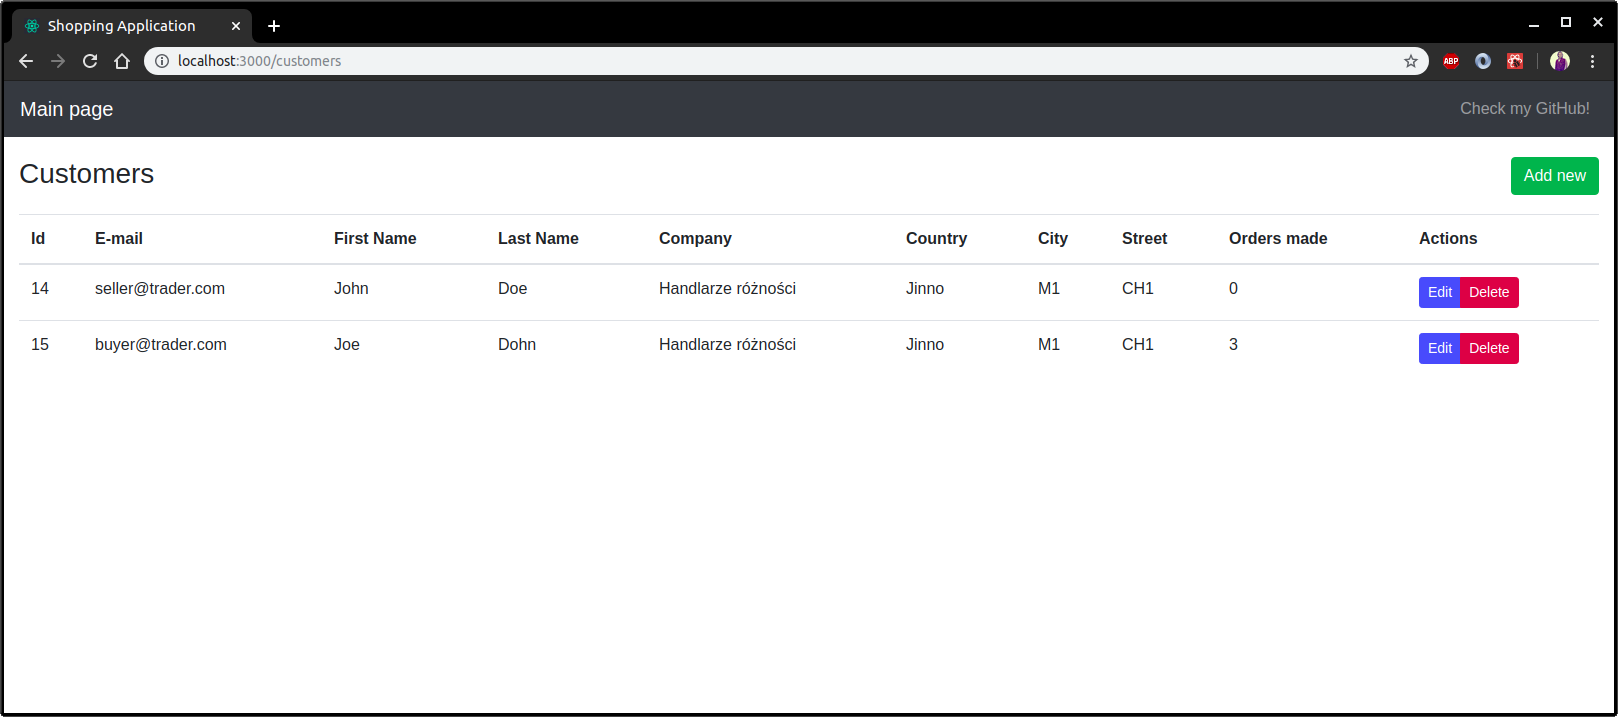 Shopping Application
localhost:3000/customers
ABP
Main page Check my GitHub!
Customers Add new
Id E-mail First Name Last Name Company Country City Street Orders made Actions
14 seller@trader.com John Doe Handlarze różności Jinno M1 CH1 0 Edit Delete
15 buyer@trader.com Joe Dohn Handlarze różności Jinno M1 CH1 3 Edit Delete